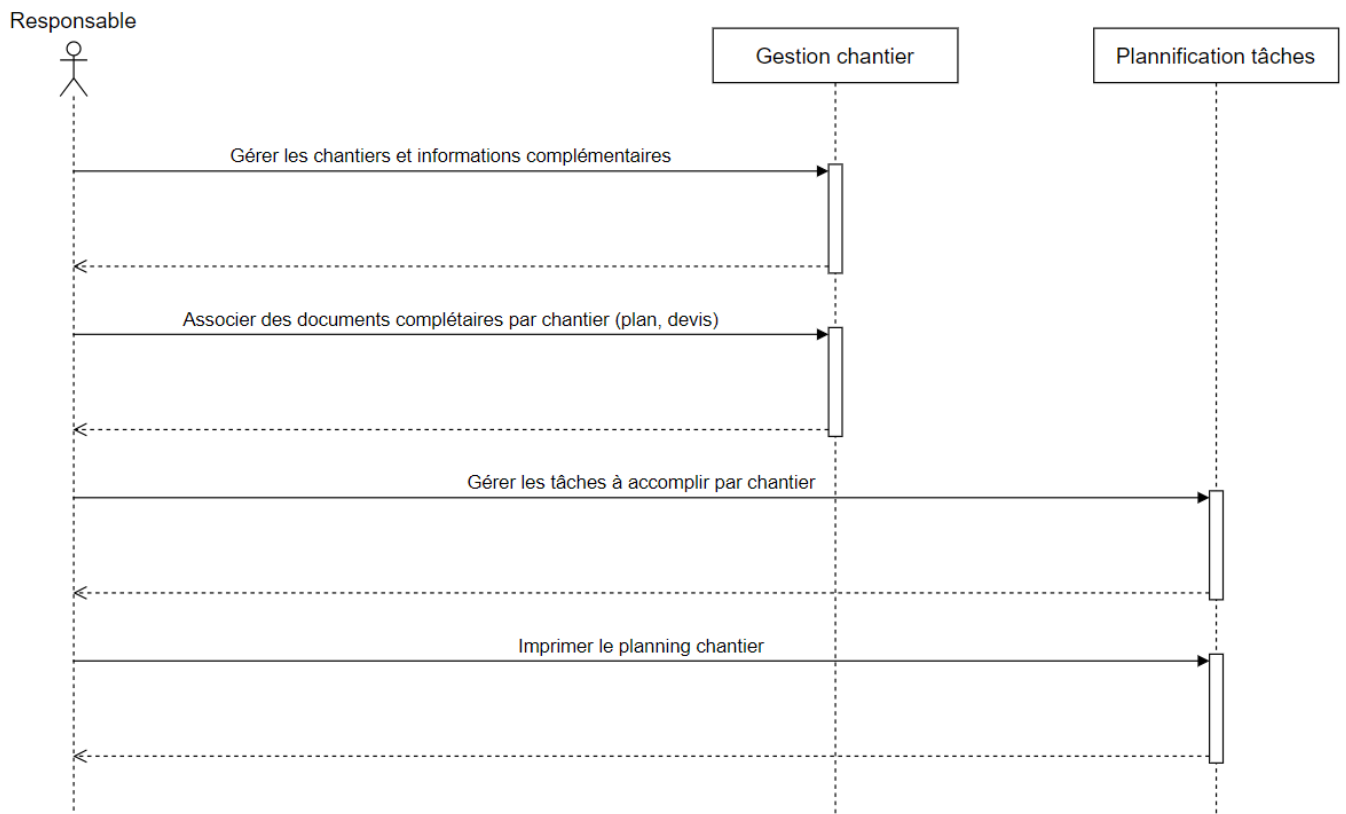 Responsable
Gestion chantier
Plannification tâches
Gérer les chantiers et informations complémentaires
Associer des documents complétaires par chantier (plan, devis)
Gérer les tâches à accomplir par chantier
Imprimer le planning chantier